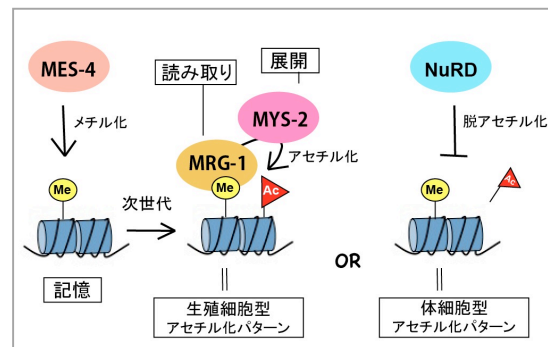 MES-4
メチル化
Me
記憶
次世代
読み取り
展開
MYS-2
MRG-1
アセチル化
Me
Ac
生殖細胞型
アセチル化パターン
OR
NuRD
脱アセチル化
Me
Ac
体細胞型
アセチル化パターン